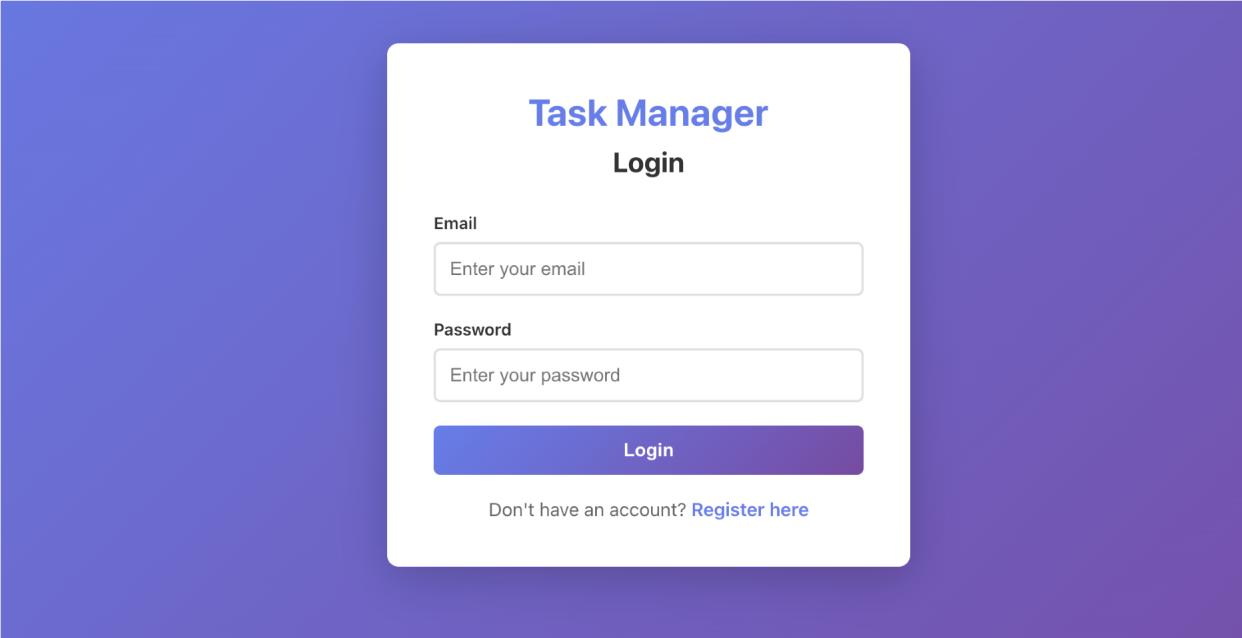 Task Manager
Login
Email
Enter your email
Password
Enter your password
Login
Don't have an account? Register here